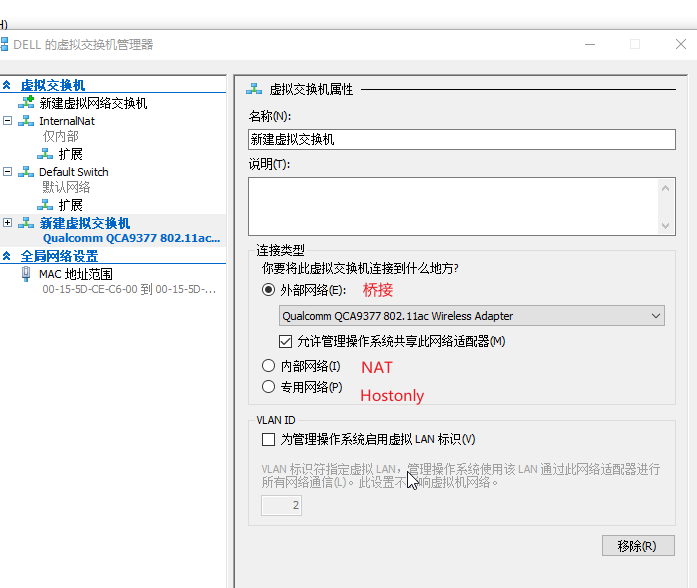 H)
DELL 的虚拟交换机管理器
虚拟交换机
新建虚拟网络交换机
InternalNat
仅内部
扩展
Default Switch
默认网络
扩展
新建虚拟交换机
Qualcomm QCA9377 802.11ac...
全局网络设置
MAC 地址范围
00-15-5D-CE-C6-00 到 00-15-5D-...
虚拟交换机属性
名称(N):
新建虚拟交换机
说明(T):
连接类型
你要将此虚拟交换机连接到什么地方?
外部网络(E): 桥接
Qualcomm QCA9377 802.11ac Wireless Adapter
允许管理操作系统共享此网络适配器(M)
内部网络(I) NAT
专用网络(P) Hostonly
VLAN ID
为管理操作系统启用虚拟 LAN 标识(V)
VLAN 标识符指定虚拟 LAN，管理操作系统使用该 LAN 通过此网络适配器进行
所有网络通信(L)。此设置不影响虚拟机网络。
2
移除(R)